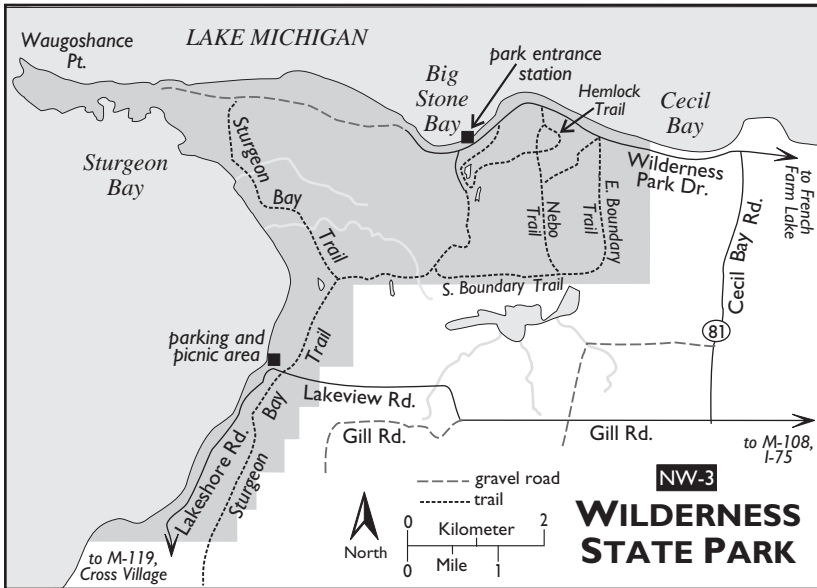 Waugoshance
Pt.
LAKE MICHIGAN
park entrance
station
Big
Stone
Bay
Hemlock
Trail
Cecil
Bay
Sturgeon
Bay
Sturgeon
Bay
Trail
Wilderness
Park Dr.
to French
Farm Lake
Nebo
Trail
E. Boundary
Trail
Cecil Bay Rd.
S. Boundary Trail
81
parking and
picnic area
Trail
Bay
Sturgeon
Lakeshore Rd.
Lakeview Rd.
Gill Rd.
Gill Rd.
to M-108,
I-75
to M-119,
Cross Village
North
gravel road
trail
0 2
Kilometer
0 1
Mile
NW-3
WILDERNESS
STATE PARK